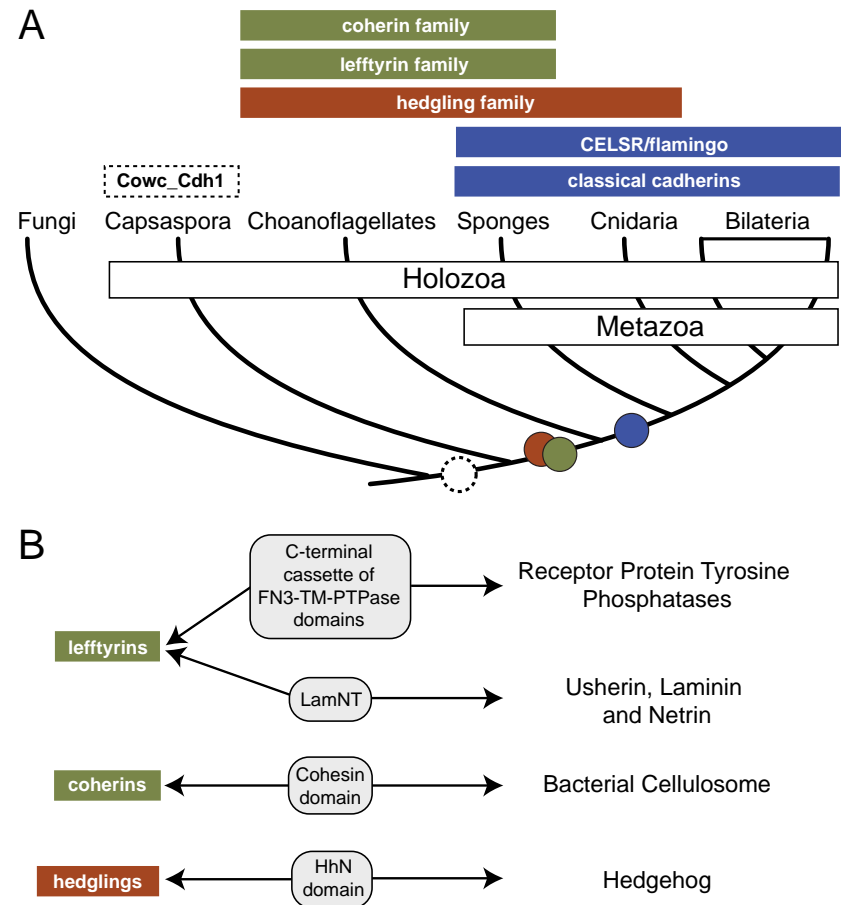 A
coherin family
lefftyrin family
hedgling family
CELSR/flamingo
classical cadherins
Cowc_Cdh1
Fungi Capsaspora Choanoflagellates Sponges Cnidaria Bilateria
Holozoa
Metazoa
B
C-terminal
cassette of
FN3-TM-PTPase
domains
Receptor Protein Tyrosine
Phosphatases
lefftyrins
LamNT
Usherin, Laminin
and Netrin
coherins
Cohesin
domain
Bacterial Cellulosome
hedglings
HhN
domain
Hedgehog